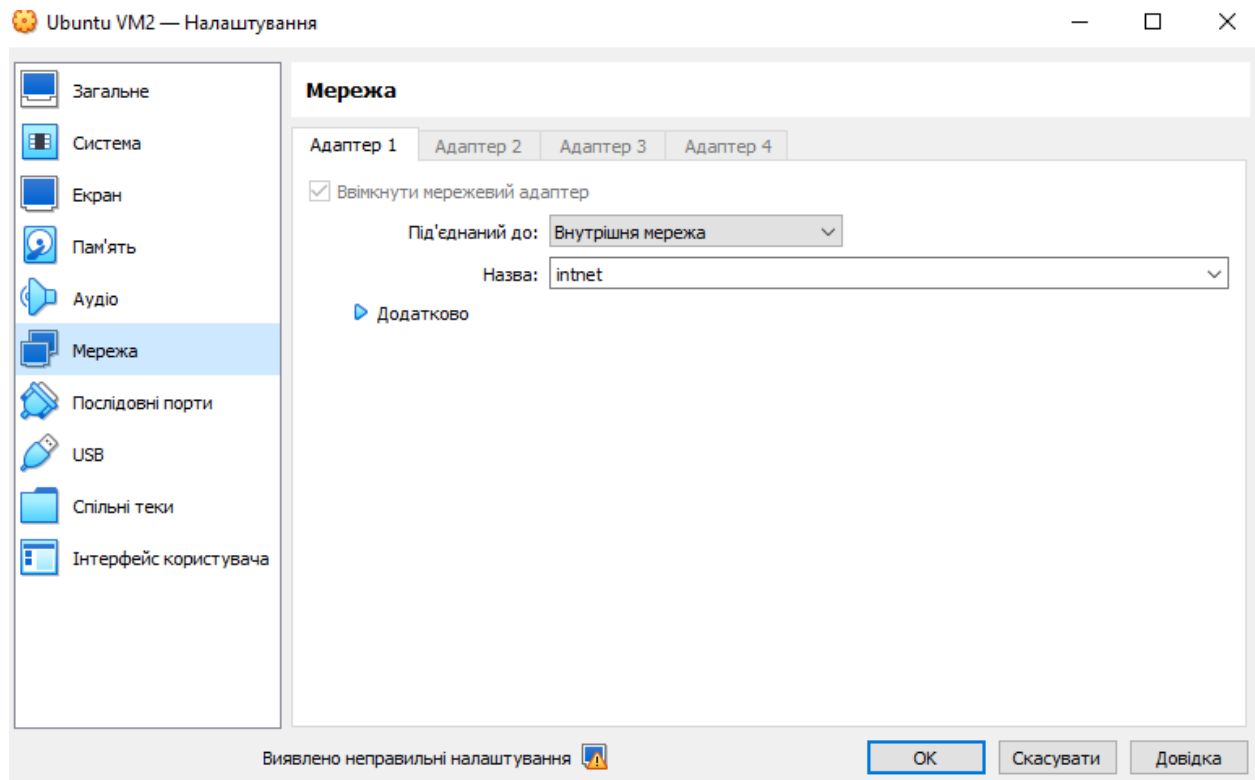 Ubuntu VM2 — Налаштування
Загальне
Система
Екран
Пам'ять
Аудіо
Мережа
Послідовні порти
USB
Спільні теки
Інтерфейс користувача
Мережа
Адаптер 1 Адаптер 2 Адаптер 3 Адаптер 4
Ввімкнути мережевий адаптер
Під'єднаний до: Внутрішня мережа
Назва: intnet
Додатково
Виявлено неправильні налаштування
ОК Скасувати Довідка